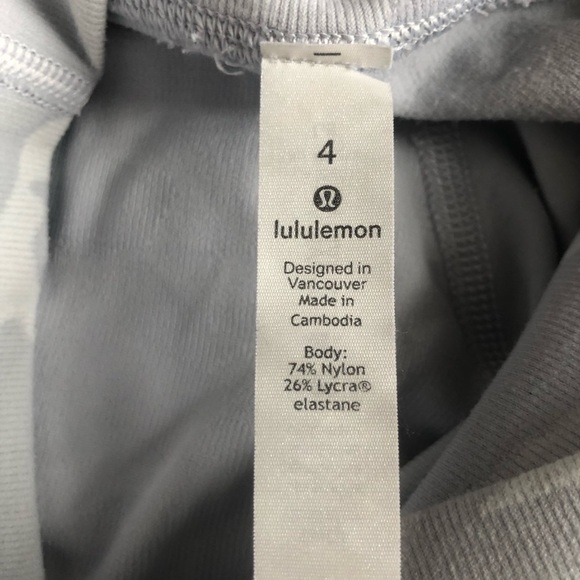 4
lululemon
Designed in
Vancouver
Made in
Cambodia
Body:
74% Nylon
26% Lycra®
elastane